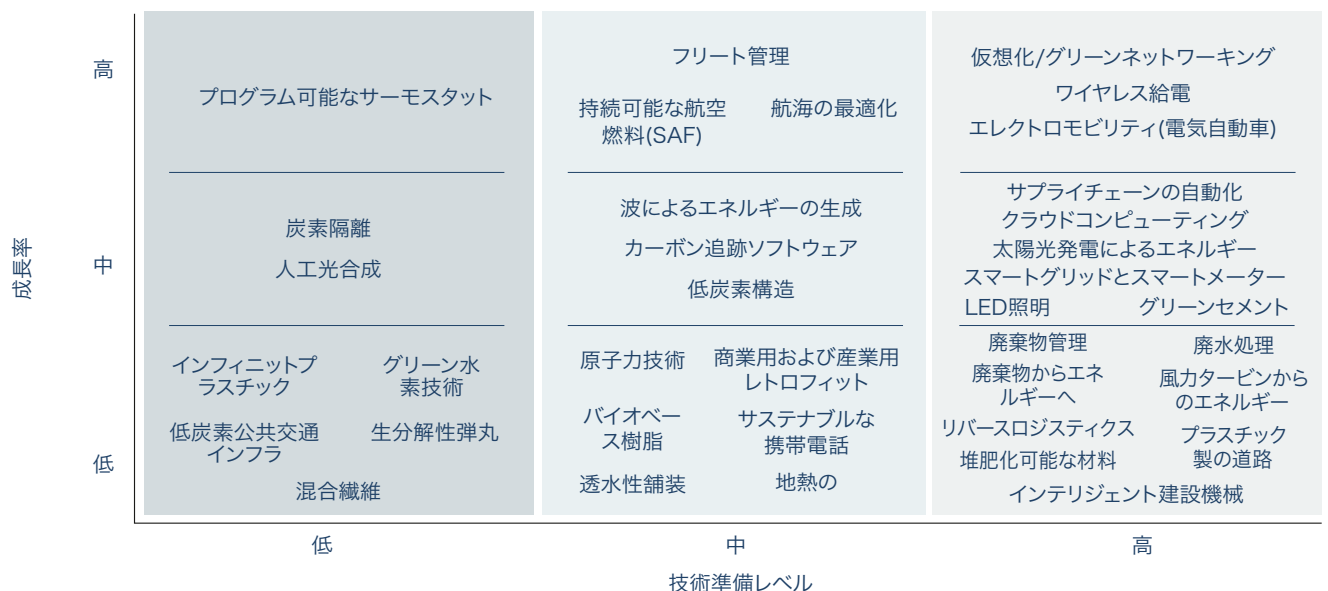 成長率
高
中
低
プログラム可能なサーモスタット
炭素隔離
人工光合成
インフィニットプ
ラスチック
グリーン水
素技術
低炭素公共交通
インフラ
生分解性弾丸
混合繊維
フリート管理
持続可能な航空
燃料(SAF)
航海の最適化
波によるエネルギーの生成
カーボン追跡ソフトウェア
低炭素構造
原子力技術
商業用および産業用
レトロフィット
バイオベー
ス樹脂
サステナブルな
携帯電話
透水性舗装
地熱の
仮想化/グリーンネットワーキング
ワイヤレス給電
エレクトロモビリティ(電気自動車)
サプライチェーンの自動化
クラウドコンピューティング
太陽光発電によるエネルギー
スマートグリッドとスマートメーター
LED照明
グリーンセメント
廃棄物管理
廃水処理
廃棄物からエネ
ルギーへ
風力タービンから
のエネルギー
リバースロジスティクス
プラスチック
製の道路
堆肥化可能な材料
インテリジェント建設機械
低
中
高
技術準備レベル